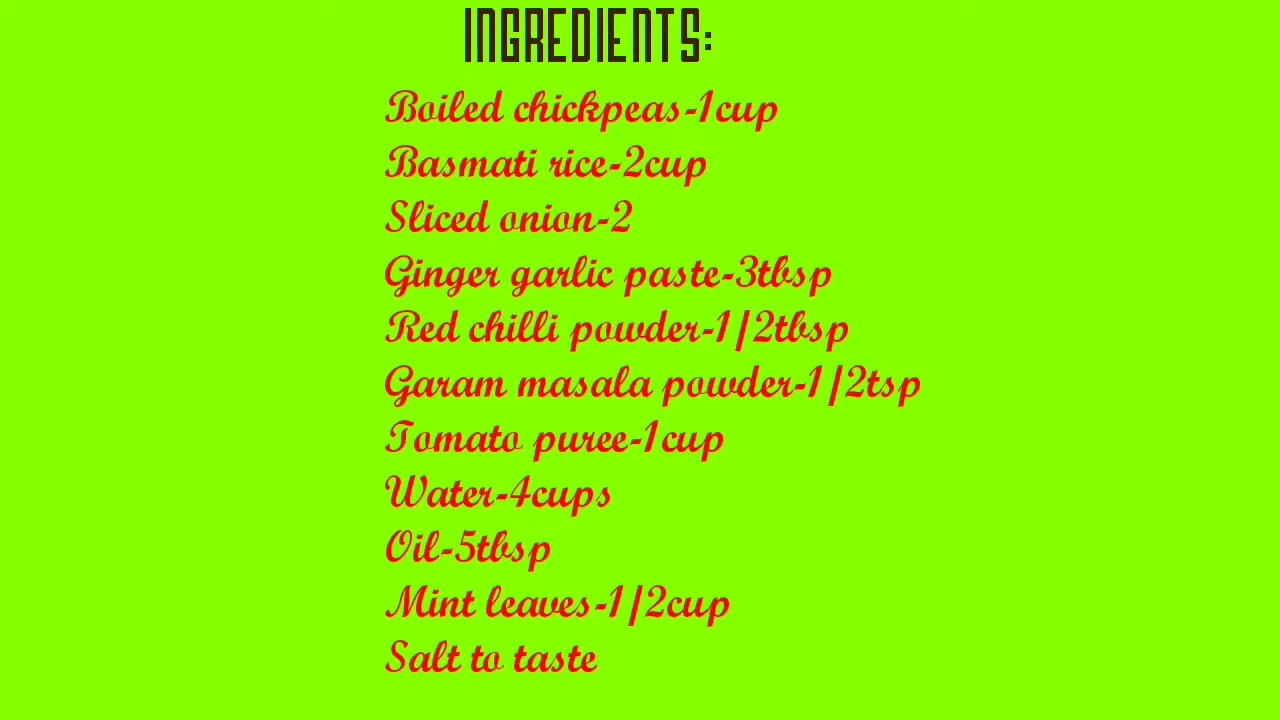 INGREDIENTS:
Boiled chickpeas-1cup
Basmati rice-2cup
Sliced onion-2
Ginger garlic paste-3tbsp
Red chilli powder-1/2tbsp
Garam masala powder-1/2tsp
Tomato puree-1cup
Water-4cups
Oil-5tbsp
Mint leaves-1/2cup
Salt to taste